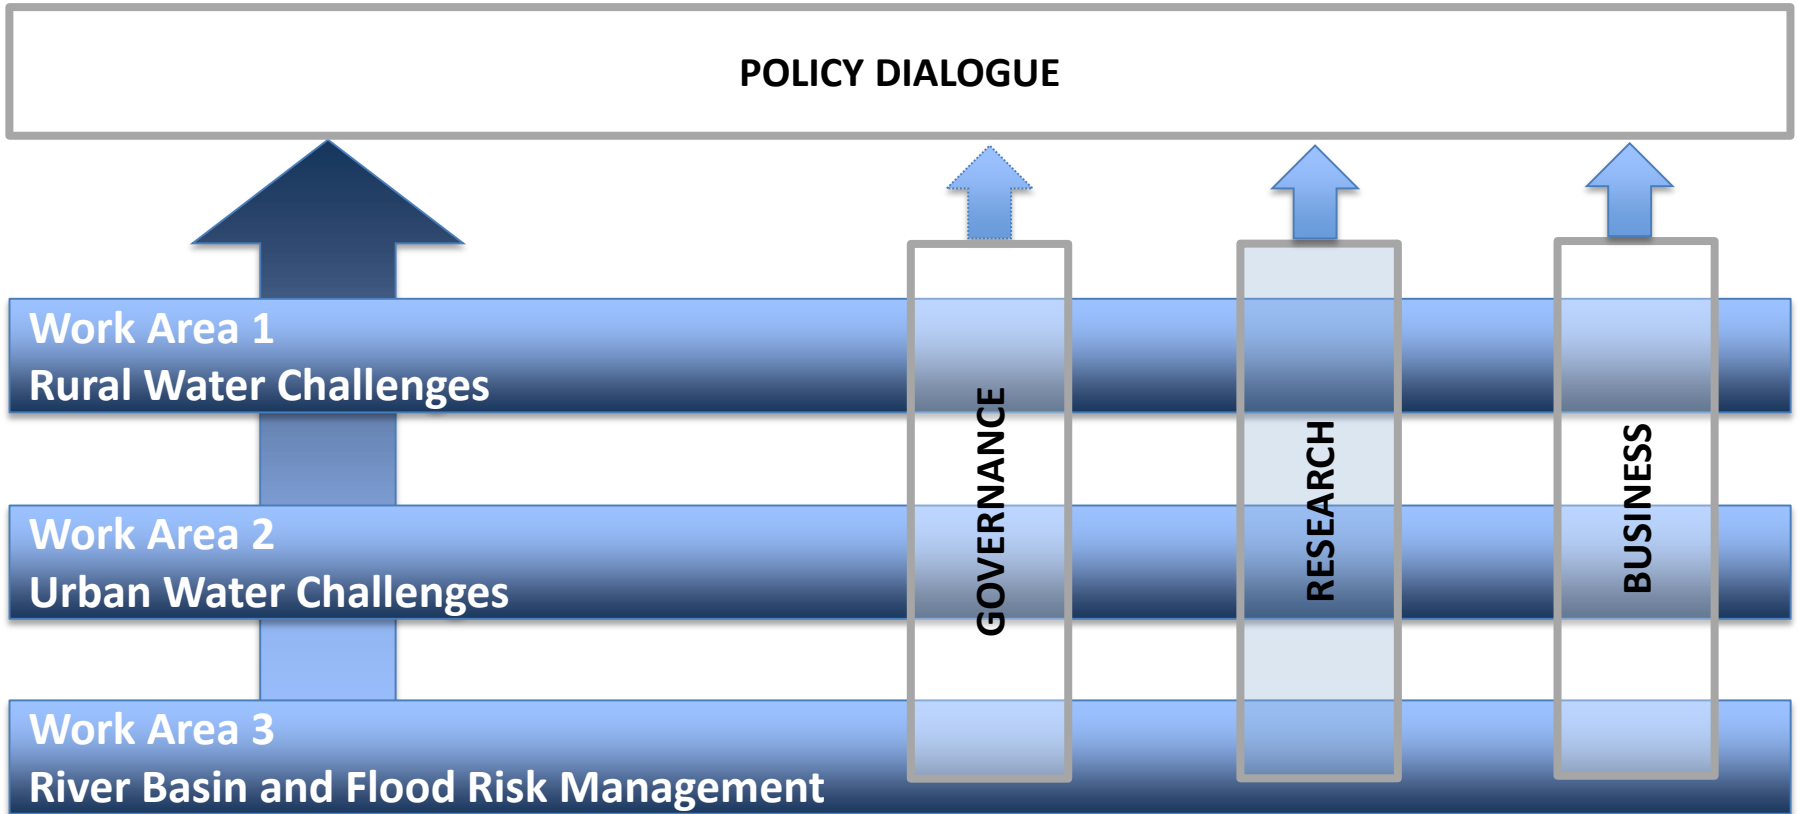 POLICY DIALOGUE
Work Area 1
Rural Water Challenges
Work Area 2
Urban Water Challenges
Work Area 3
River Basin and Flood Risk Management
GOVERNANCE
RESEARCH
BUSINESS